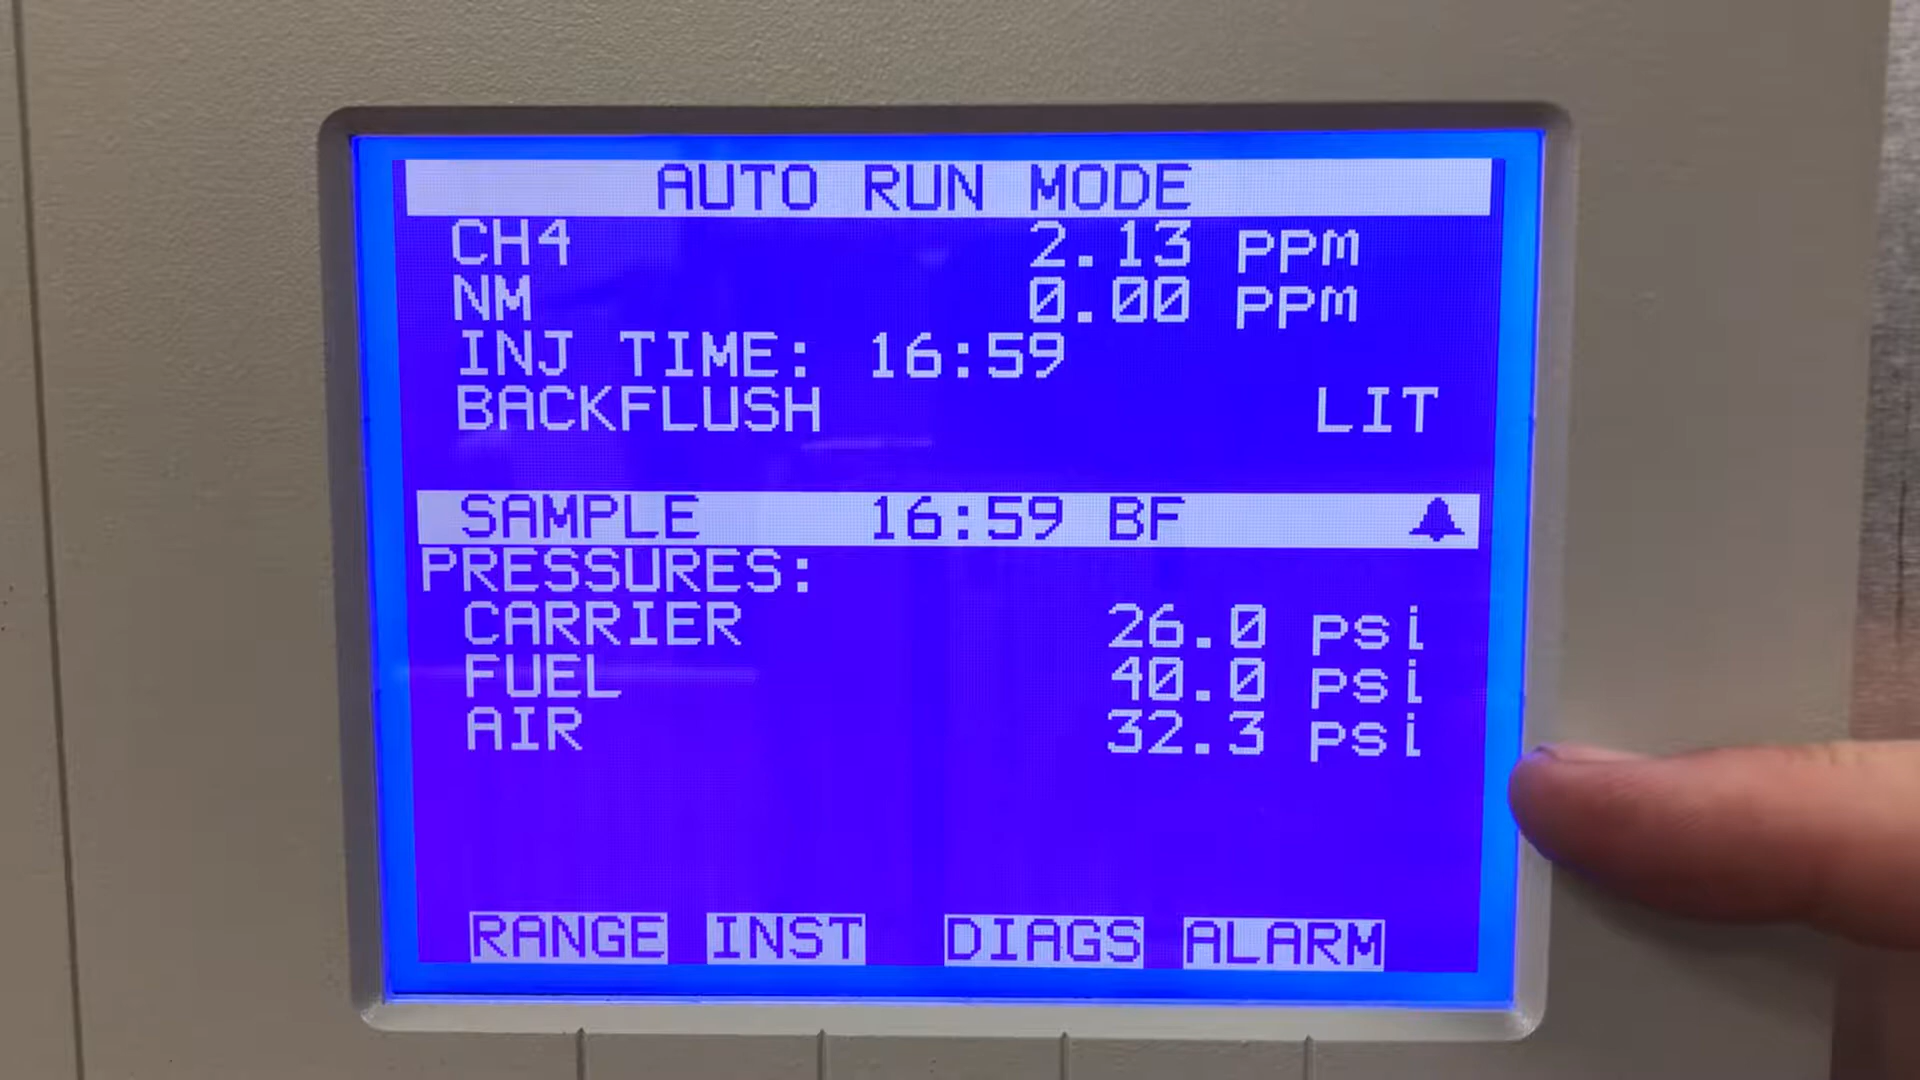 AUTO RUN MODE
CH4 2.13 ppm
NM 0.00 ppm
INJ TIME: 16:59
BACKFLUSH LIT
SAMPLE 16:59 BF
PRESSURES:
CARRIER 26.0 psi
FUEL 40.0 psi
AIR 32.3 psi
RANGE INST DIAGS ALARM